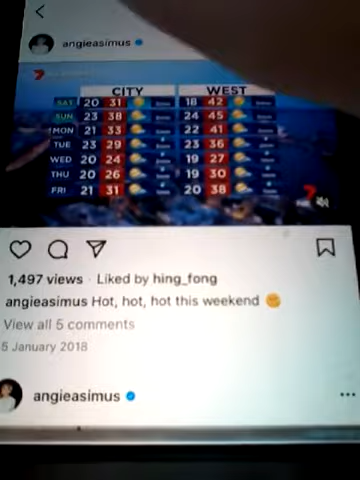 angieasimus
7
CITY WEST
SAT 20 31 18 42
SUN 23 38 24 45
MON 21 33 22 41
TUE 23 29 23 36
WED 20 24 19 27
THU 20 26 19 30
FRI 21 31 20 38
7
1,497 views · Liked by hing_fong
angieasimus Hot, hot, hot this weekend
View all 5 comments
5 January 2018
angieasimus